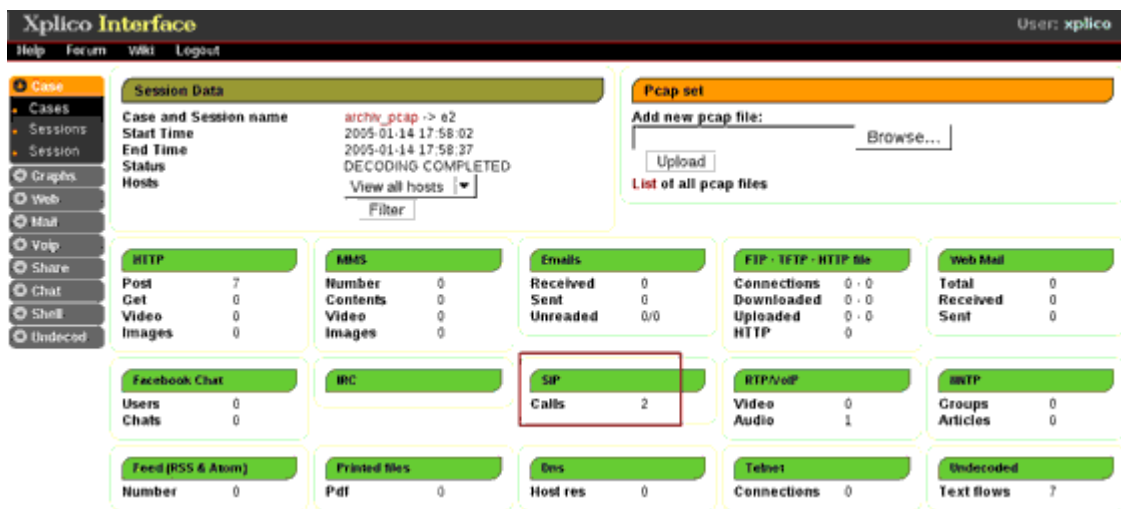 Xplico Interface
User: xplico
Help Forum Wiki Logout
Case
Cases
Sessions
Session
Graphs
Web
Mail
Voip
Share
Chat
Shell
Undecod
Session Data
Case and Session name archiv_pcap -> e2
Start Time 2005-01-14 17:58:02
End Time 2005-01-14 17:58:37
Status DECODING COMPLETED
Hosts View all hosts
Filter
Pcap set
Add new pcap file:
Browse...
Upload
List of all pcap files
HTTP
Post 7
Get 0
Video 0
Images 0
MMS
Number 0
Contents 0
Video 0
Images 0
Emails
Received 0
Sent 0
Unreaded 0/0
FTP - TFTP - HTTP file
Connections 0 - 0
Downloaded 0 - 0
Uploaded 0 - 0
HTTP 0
Web Mail
Total 0
Received 0
Sent 0
Facebook Chat
Users 0
Chats 0
IRC
SIP
Calls 2
RTP/VoIP
Video 0
Audio 1
NNTP
Groups 0
Articles 0
Feed (RSS & Atom)
Number 0
Printed files
Pdf 0
Dns
Host res 0
Telnet
Connections 0
Undecoded
Text flows 7